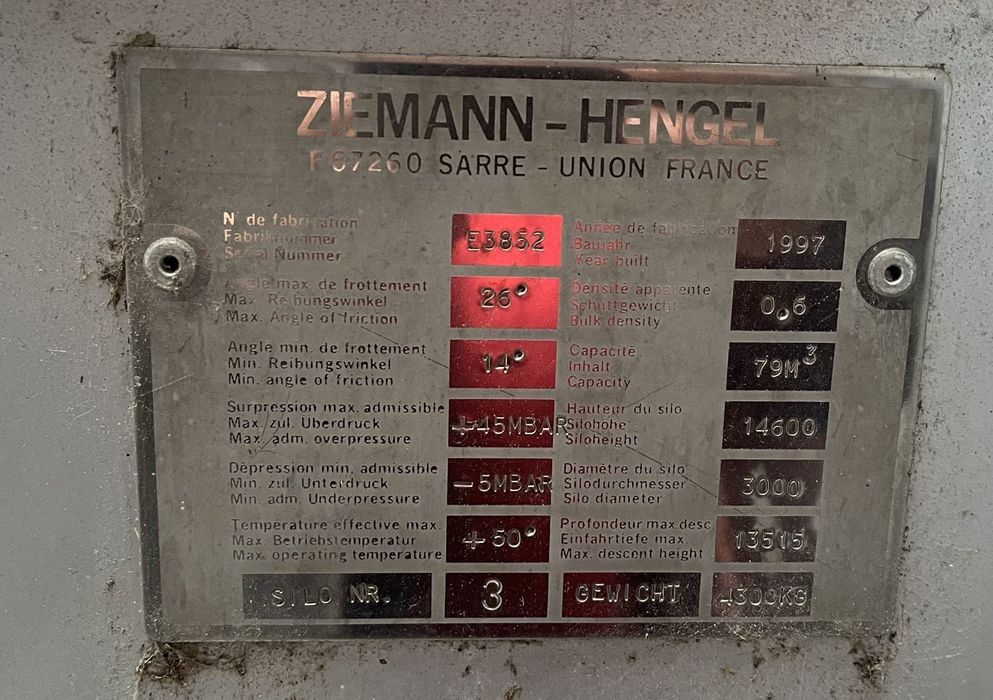 ZIEMANN - HENGEL
F 67260 SARRE - UNION FRANCE
N° de fabrication
Fabriknummer
Serial Nummer
E3852
Année de fabrication
Baujahr
Year built
1997
Angle max. de frottement
Max. Reibungswinkel
Max. Angle of friction
26°
Densité apparente
Schüttgewicht
Bulk density
0,6
Angle min. de frottement
Min. Reibungswinkel
Min. angle of friction
14°
Capacité
Inhalt
Capacity
79M³
Surpression max. admissible
Max. zul. Uberdruck
Max. adm. overpressure
+45MBAR
Hauteur du silo
Silohöhe
Siloheight
14600
Dépression min. admissible
Min. zul. Unterdruck
Min. adm. Underpressure
-5MBAR
Diamètre du silo
Silodurchmesser
Silo diameter
3000
Température effective max.
Max. Betriebstemperatur
Max. operating temperature
+50°
Profondeur max.desc
Einfahrtiefe max.
Max. descent height
13515
SILO NR.
3
GEWICHT
4300KG